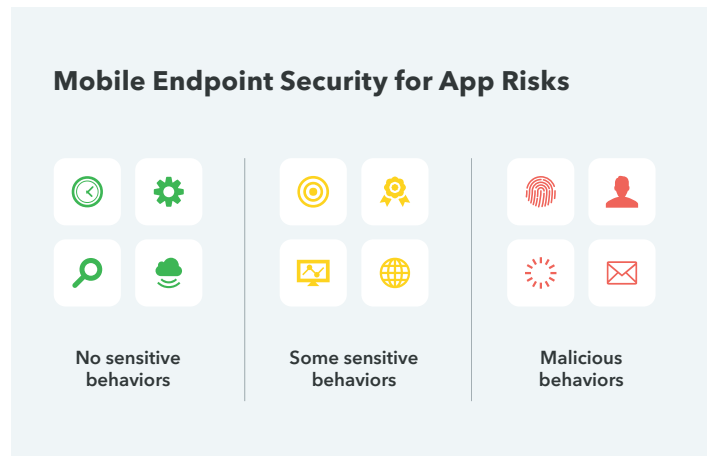 Mobile Endpoint Security for App Risks
No sensitive
behaviors
Some sensitive
behaviors
Malicious
behaviors